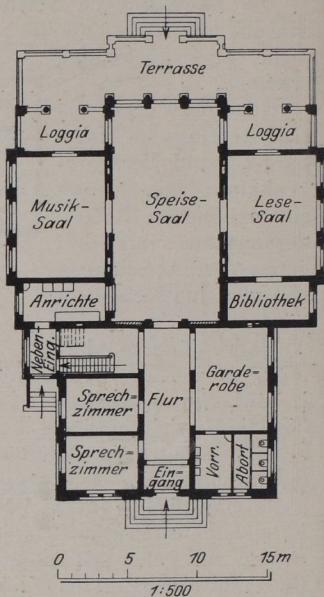 Terrasse
Loggia
Loggia
Musik-
Saal
Speise-
Saal
Lese-
Saal
Anrichte
Bibliothek
Neben
Eing.
Sprech-
zimmer
Flur
Garde-
robe
Sprech-
zimmer
Ein-
gang
Vorr.
Abort
0 5 10 15 m
1:500